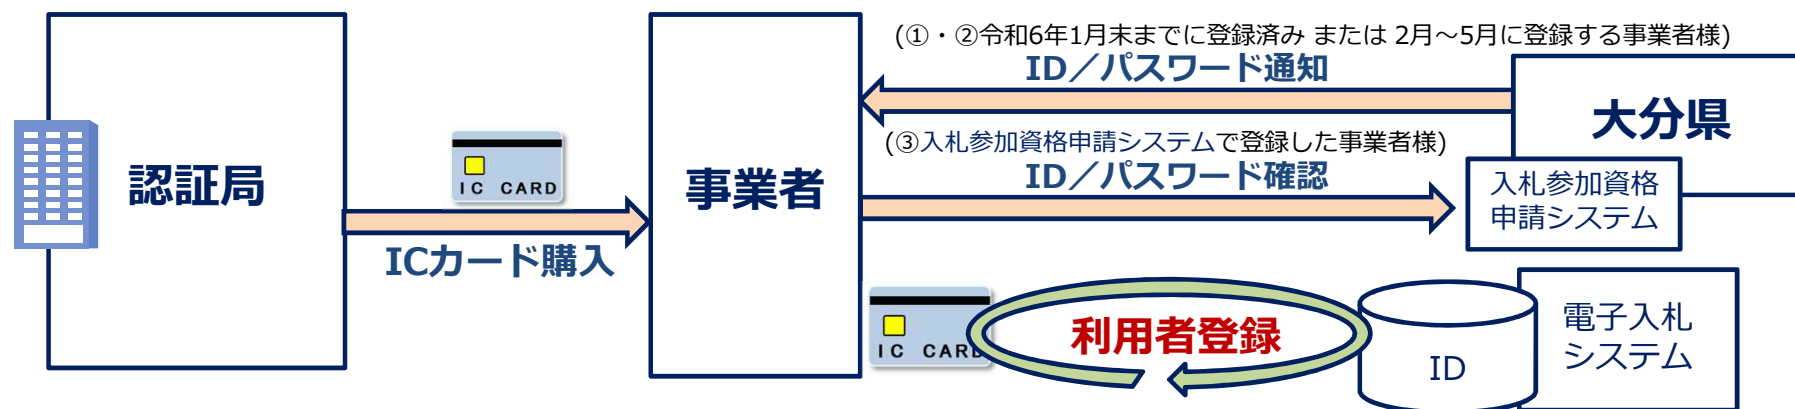 (①・②令和6年1月末までに登録済み または 2月～5月に登録する事業者様)
ID／パスワード通知
大分県
(③入札参加資格申請システムで登録した事業者様)
ID／パスワード確認
入札参加資格
申請システム
認証局
IC CARD
事業者
ICカード購入
IC CARD
利用者登録
ID
電子入札
システム